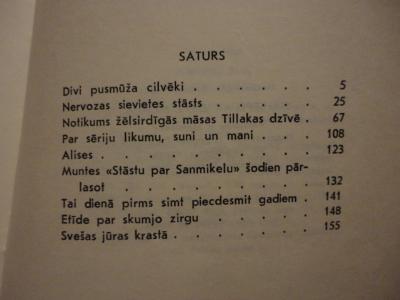 SATURS
Divi pusmūža cilvēki . . . . . . 5
Nervozas sievietes stāsts . . . . . 25
Notikums žēlsirdīgās māsas Tillakas dzīvē . 67
Par sēriju likumu, suni un mani . . . . 108
Alises . . . . . . . . . 123
Muntes «Stāstu par Sanmikelu» šodien pār-
lasot . . . . . . . . . 132
Tai dienā pirms simt piecdesmit gadiem . . 141
Etīde par skumjo zirgu . . . . . 148
Svešas jūras krastā . . . . . . 155